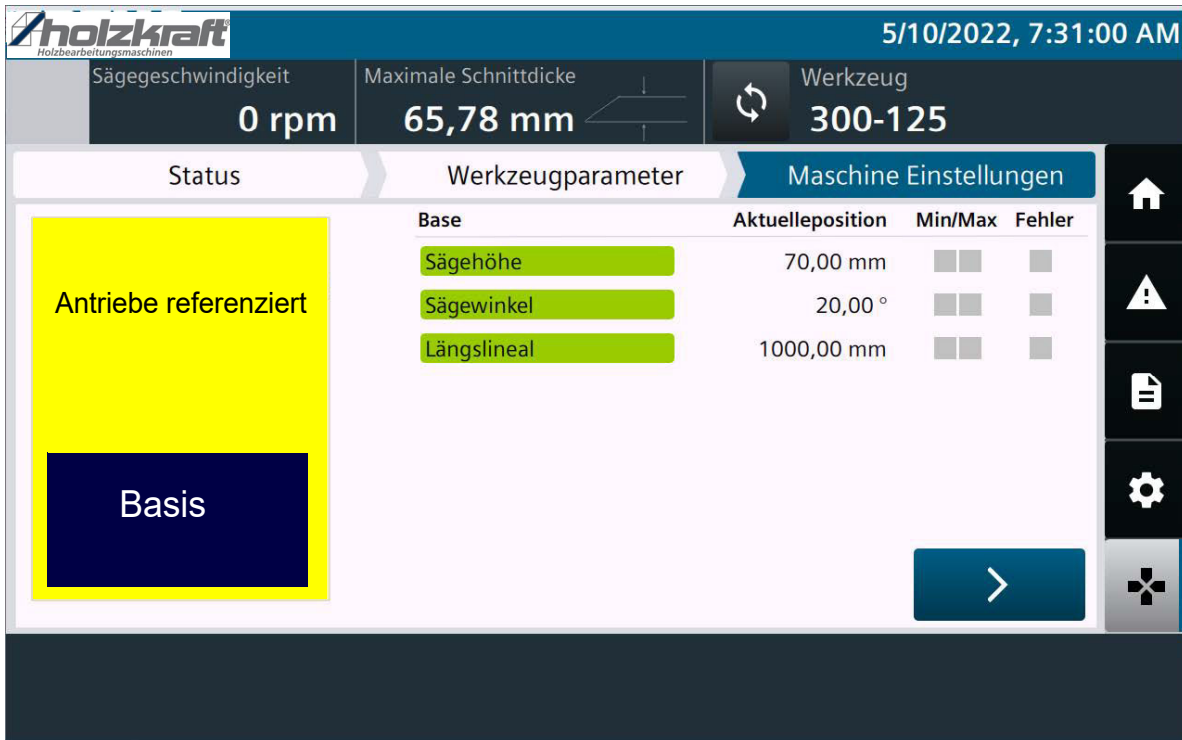 holzkraft®
Holzbearbeitungsmaschinen
5/10/2022, 7:31:00 AM
Sägegeschwindigkeit
0 rpm
Maximale Schnittdicke
65,78 mm
Werkzeug
300-125
Status
Werkzeugparameter
Maschine Einstellungen
Antriebe referenziert
Basis
Base Aktuelleposition Min/Max Fehler
Sägehöhe 70,00 mm
Sägewinkel 20,00 °
Längslineal 1000,00 mm